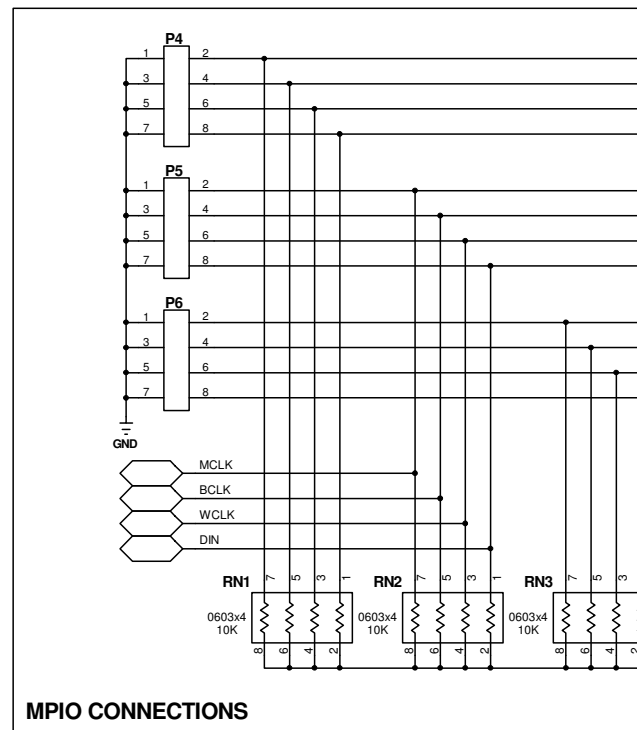 P4
1 2
3 4
5 6
7 8
P5
1 2
3 4
5 6
7 8
P6
1 2
3 4
5 6
7 8
GND
MCLK
BCLK
WCLK
DIN
RN1 7 5 3 1 RN2 7 5 3 1 RN3 7 5 3
0603x4 0603x4 0603x4
10K 10K 10K
8 6 4 2 8 6 4 2 8 6 4 2
MPIO CONNECTIONS